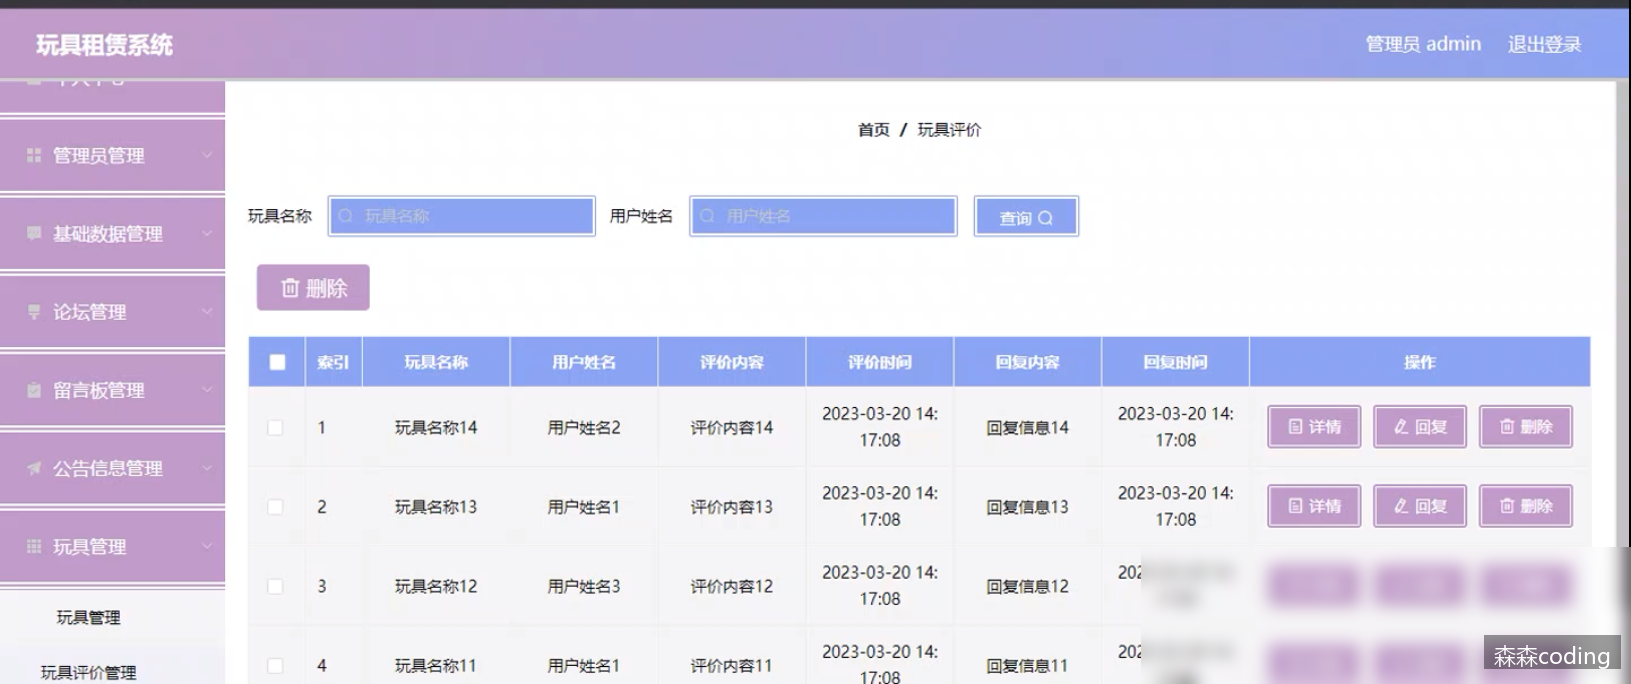 玩具租赁系统
管理员 admin 退出登录
管理员管理
基础数据管理
论坛管理
留言板管理
公告信息管理
玩具管理
玩具管理
玩具评价管理
首页 / 玩具评价
玩具名称 玩具名称 用户姓名 用户姓名 查询
删除
索引 玩具名称 用户姓名 评价内容 评价时间 回复内容 回复时间 操作
1 玩具名称14 用户姓名2 评价内容14 2023-03-20 14:17:08 回复信息14 2023-03-20 14:17:08 详情 回复 删除
2 玩具名称13 用户姓名1 评价内容13 2023-03-20 14:17:08 回复信息13 2023-03-20 14:17:08 详情 回复 删除
3 玩具名称12 用户姓名3 评价内容12 2023-03-20 14:17:08 回复信息12 202
4 玩具名称11 用户姓名1 评价内容11 2023-03-20 14:17:08 回复信息11 202
森森coding